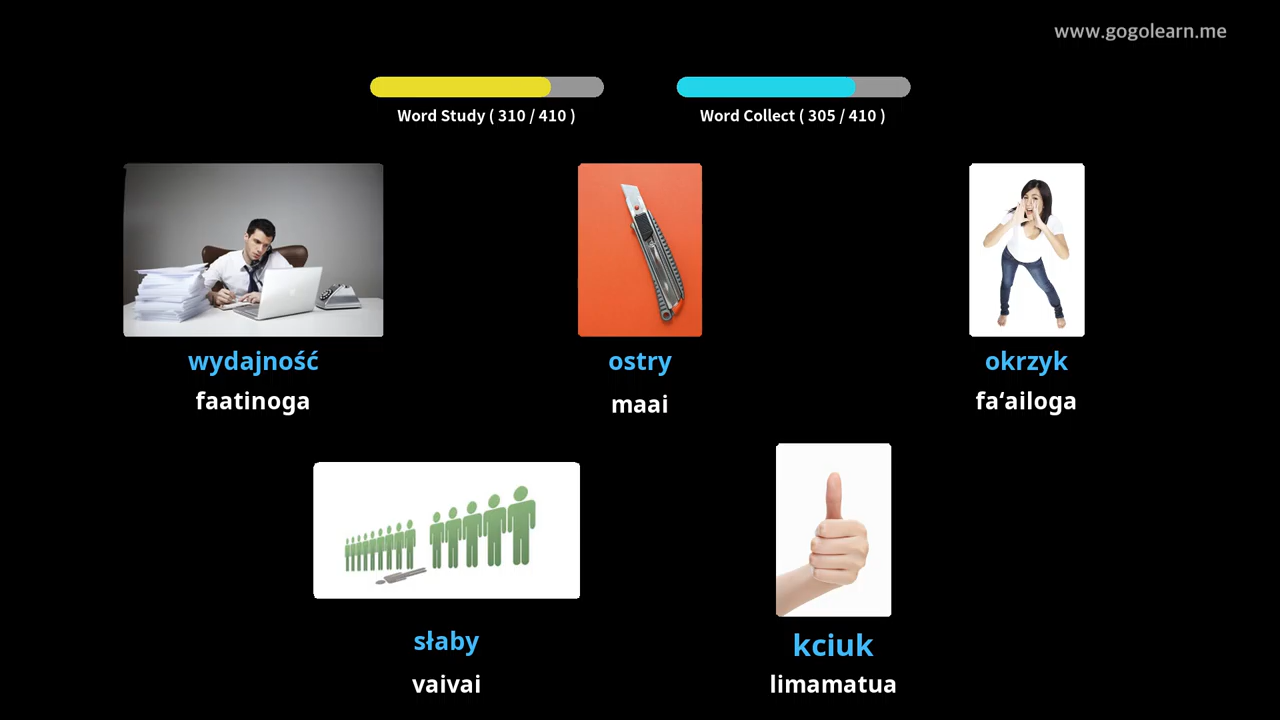 www.gogolearn.me
Word Study ( 310 / 410 )
Word Collect ( 305 / 410 )
wydajność
faatinoga
ostry
maai
okrzyk
fa‘ailoga
słaby
vaivai
kciuk
limamatua